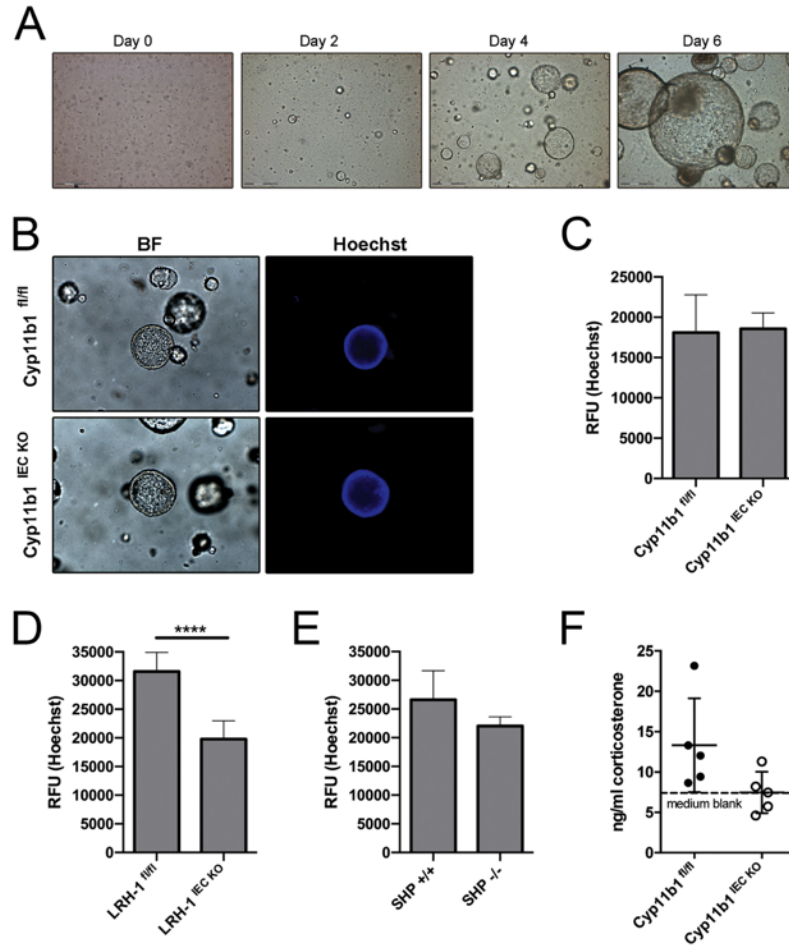 A
Day 0 Day 2 Day 4 Day 6
B
BF Hoechst
Cyp11b1 fl/fl
Cyp11b1 IEC KO
C
RFU (Hoechst)
25000
20000
15000
10000
5000
0
Cyp11b1 fl/fl
Cyp11b1 IEC KO
D
RFU (Hoechst)
35000
30000
25000
20000
15000
10000
5000
0
****
LRH-1 fl/fl
LRH-1 IEC KO
E
RFU (Hoechst)
35000
30000
25000
20000
15000
10000
5000
0
SHP +/+
SHP -/-
F
ng/ml corticosterone
25
20
15
10
5
0
medium blank
Cyp11b1 fl/fl
Cyp11b1 IEC KO